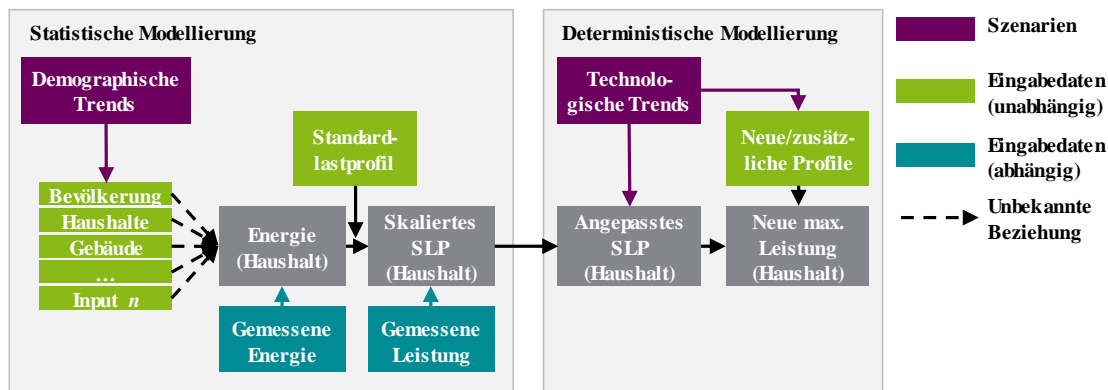 Statistische Modellierung
Demographische
Trends
Bevölkerung
Haushalte
Gebäude
…
Input n
Standard-
lastprofil
Energie
(Haushalt)
Skaliertes
SLP
(Haushalt)
Gemessene
Energie
Gemessene
Leistung
Deterministische Modellierung
Technolo-
gische Trends
Neue/zusätz-
liche Profile
Angepasstes
SLP
(Haushalt)
Neue max.
Leistung
(Haushalt)
Szenarien
Eingabedaten
(unabhängig)
Eingabedaten
(abhängig)
Unbekannte
Beziehung